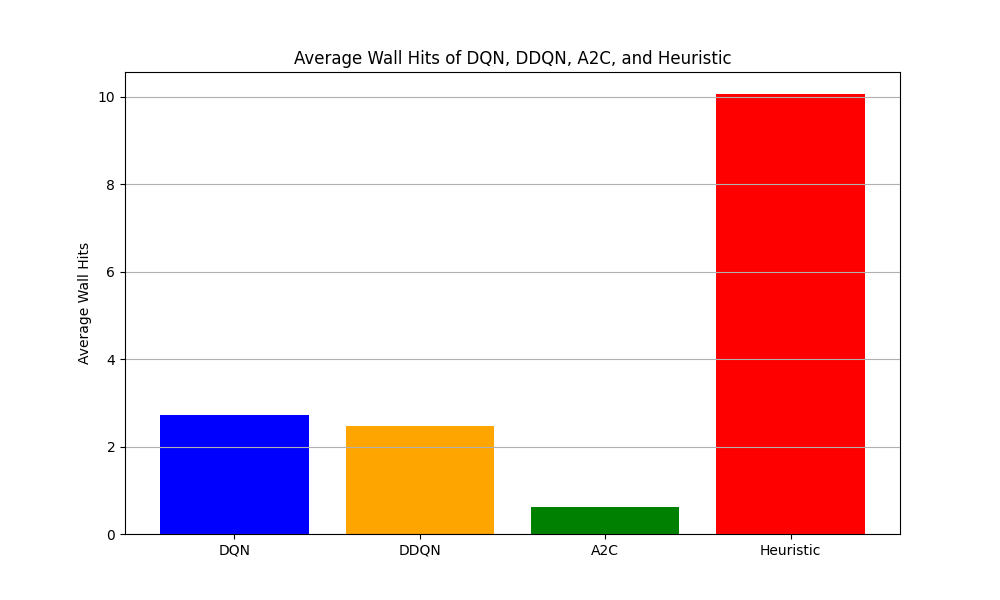 Average Wall Hits of DQN, DDQN, A2C, and Heuristic
Average Wall Hits
10
8
6
4
2
0
DQN DDQN A2C Heuristic